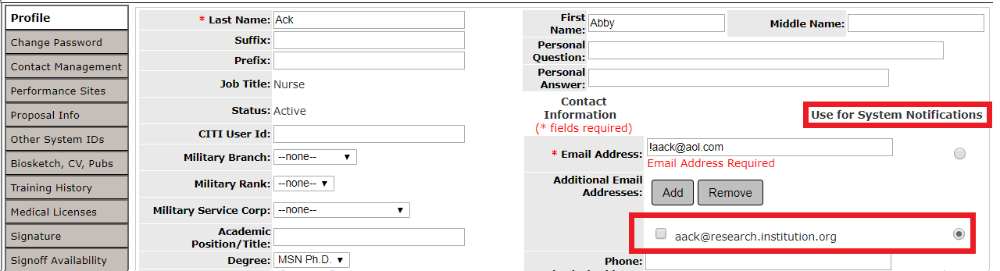 Profile
Change Password
Contact Management
Performance Sites
Proposal Info
Other System IDs
Biosketch, CV, Pubs
Training History
Medical Licenses
Signature
Signoff Availability
* Last Name: Ack
Suffix:
Prefix:
Job Title: Nurse
Status: Active
CITI User Id:
Military Branch: --none--
Military Rank: --none--
Military Service Corp: --none--
Academic
Position/Title:
Degree: MSN Ph.D.
First
Name: Abby
Middle Name:
Personal
Question:
Personal
Answer:
Contact
Information
(* fields required)
Use for System Notifications
* Email Address: !aack@aol.com
Email Address Required
Additional Email
Addresses:
Add Remove
aack@research.institution.org
Phone: